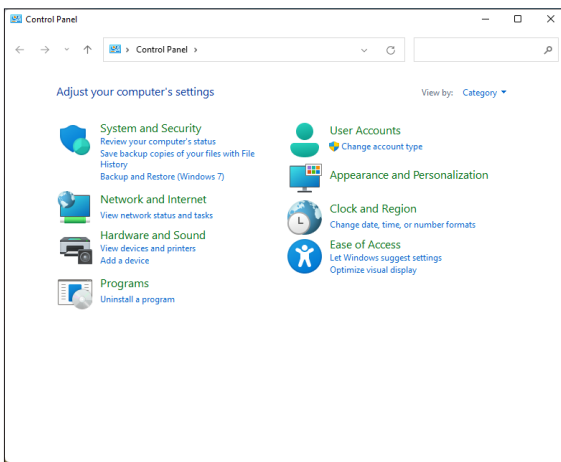 Control Panel
Control Panel
Adjust your computer's settings
View by: Category
System and Security
Review your computer's status
Save backup copies of your files with File
History
Backup and Restore (Windows 7)
Network and Internet
View network status and tasks
Hardware and Sound
View devices and printers
Add a device
Programs
Uninstall a program
User Accounts
Change account type
Appearance and Personalization
Clock and Region
Change date, time, or number formats
Ease of Access
Let Windows suggest settings
Optimize visual display